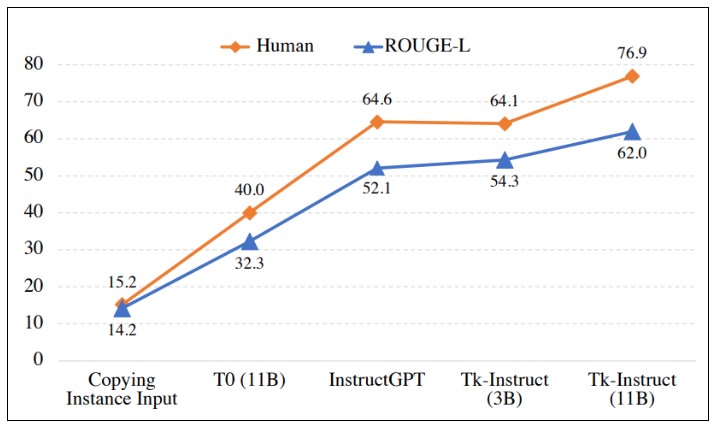 Human ROUGE-L
80
70
60
50
40
30
20
10
0
15.2
14.2
40.0
32.3
64.6
52.1
64.1
54.3
76.9
62.0
Copying
Instance Input
T0 (11B)
InstructGPT
Tk-Instruct
(3B)
Tk-Instruct
(11B)